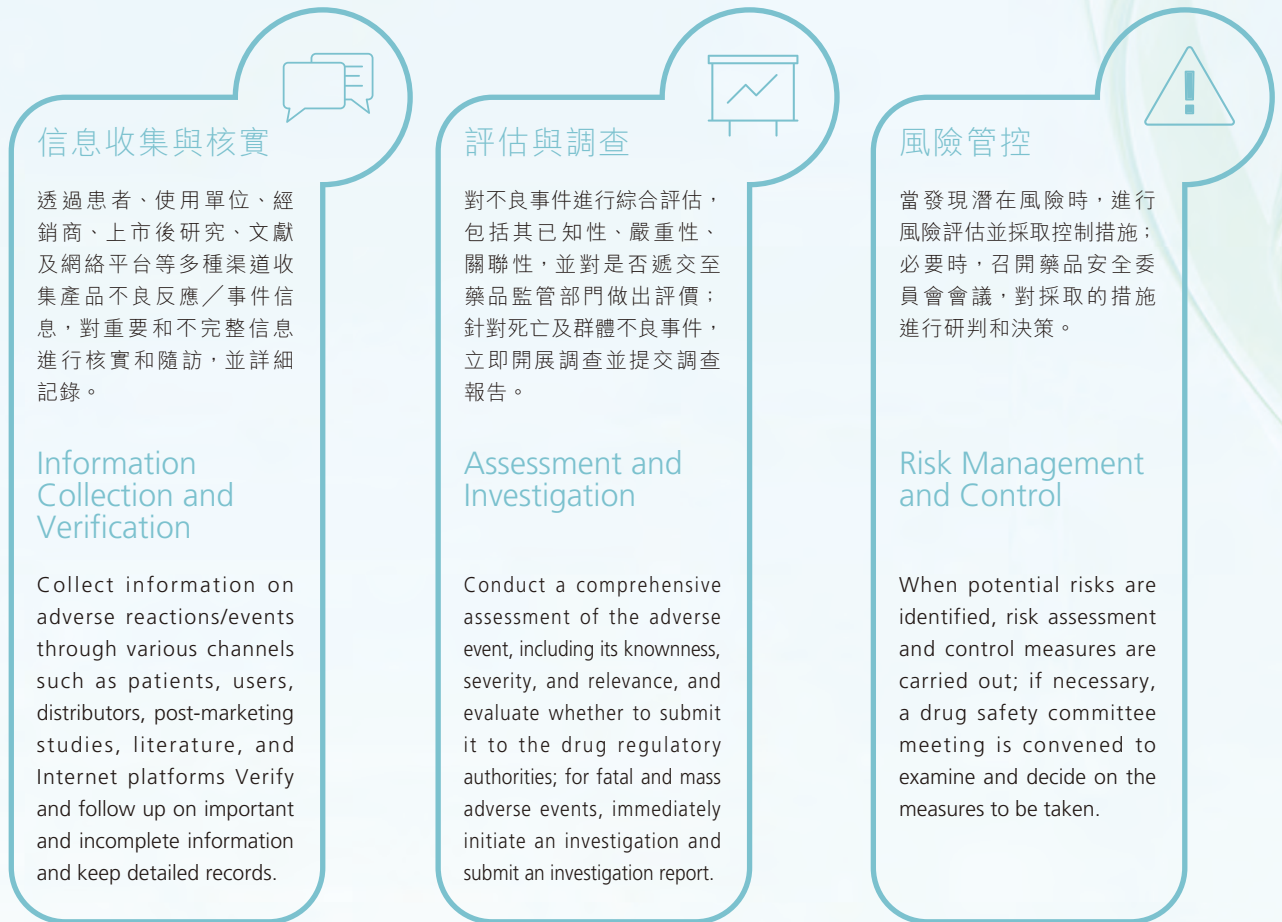 信息收集與核實
透過患者、使用單位、經
銷商、上市後研究、文獻
及網絡平台等多種渠道收
集產品不良反應／事件信
息，對重要和不完整信息
進行核實和隨訪，並詳細
記錄。
Information
Collection and
Verification
Collect information on
adverse reactions/events
through various channels
such as patients, users,
distributors, post-marketing
studies, literature, and
Internet platforms Verify
and follow up on important
and incomplete information
and keep detailed records.
評估與調查
對不良事件進行綜合評估，
包括其已知性、嚴重性、
關聯性，並對是否遞交至
藥品監管部門做出評價；
針對死亡及群體不良事件，
立即開展調查並提交調查
報告。
Assessment and
Investigation
Conduct a comprehensive
assessment of the adverse
event, including its knownness,
severity, and relevance, and
evaluate whether to submit
it to the drug regulatory
authorities; for fatal and mass
adverse events, immediately
initiate an investigation and
submit an investigation report.
風險管控
當發現潛在風險時，進行
風險評估並採取控制措施；
必要時，召開藥品安全委
員會會議，對採取的措施
進行研判和決策。
Risk Management
and Control
When potential risks are
identified, risk assessment
and control measures are
carried out; if necessary,
a drug safety committee
meeting is convened to
examine and decide on the
measures to be taken.